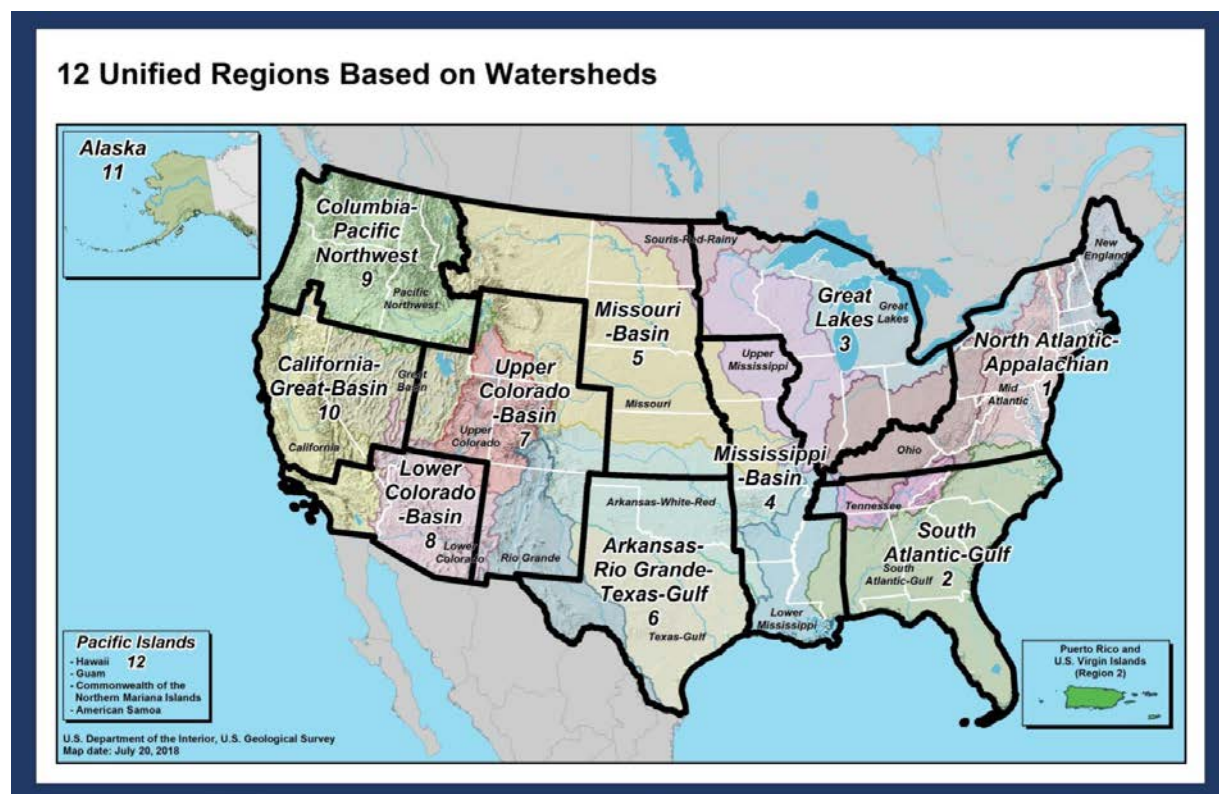 12 Unified Regions Based on Watersheds
Alaska
11
Columbia-
Pacific
Northwest
9
Pacific
Northwest
Souris-Red-Rainy
New
England
Missouri
-Basin
5
Great
Lakes
3
Great
Lakes
North Atlantic-
Appalachian
1
Mid
Atlantic
California-
Great-Basin
10
Great
Basin
California
Upper
Colorado
-Basin
7
Upper
Colorado
Missouri
Upper
Mississippi
Ohio
Mississippi
-Basin
4
Lower
Colorado
-Basin
8
Lower
Colorado
Rio Grande
Arkansas-White-Red
Arkansas-
Rio Grande-
Texas-Gulf
6
Texas-Gulf
Lower
Mississippi
Tennessee
South
Atlantic-Gulf
2
South
Atlantic-Gulf
Pacific Islands
12
- Hawaii
- Guam
- Commonwealth of the
Northern Mariana Islands
- American Samoa
Puerto Rico and
U.S. Virgin Islands
(Region 2)
U.S. Department of the Interior, U.S. Geological Survey
Map date: July 20, 2018